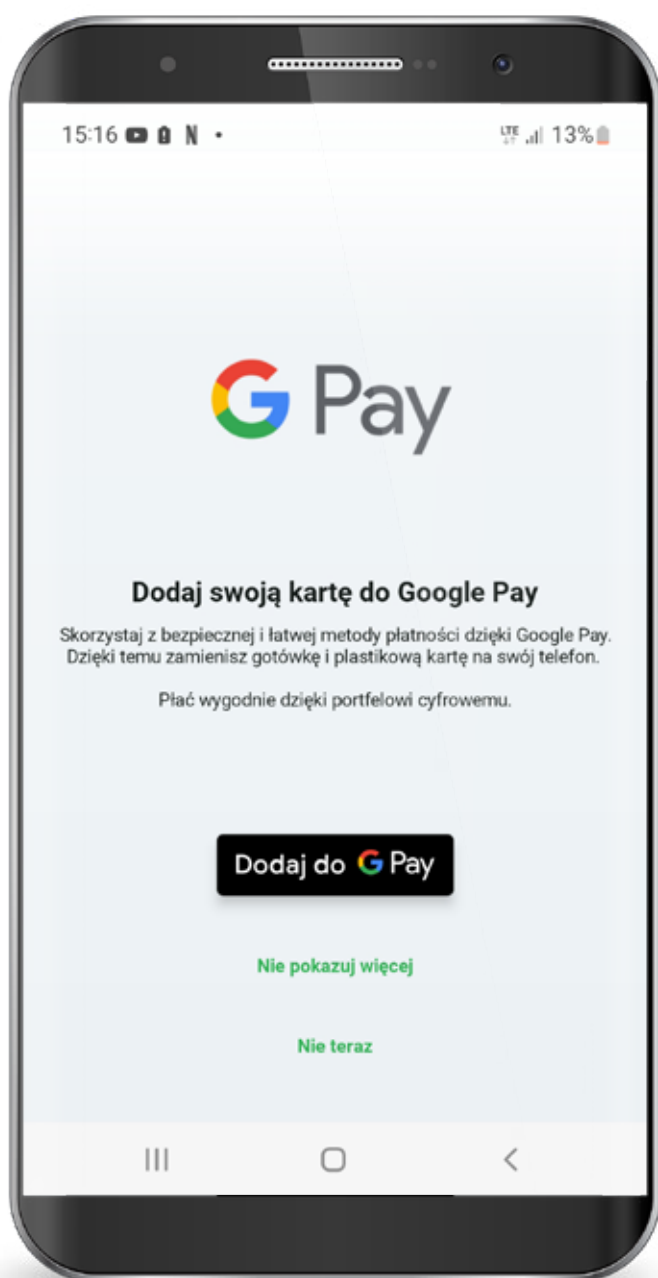 15:16 N LTE 13%
G Pay
Dodaj swoją kartę do Google Pay
Skorzystaj z bezpiecznej i łatwej metody płatności dzięki Google Pay.
Dzięki temu zamienisz gotówkę i plastikową kartę na swój telefon.
Płać wygodnie dzięki portfelowi cyfrowemu.
Dodaj do G Pay
Nie pokazuj więcej
Nie teraz